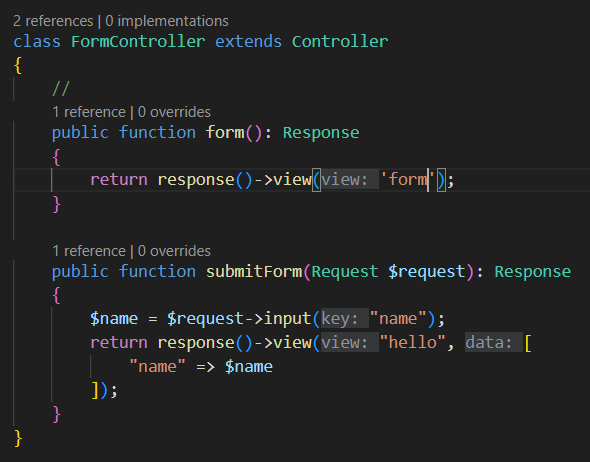 2 references | 0 implementations
class FormController extends Controller
{
    //
    1 reference | 0 overrides
    public function form(): Response
    {
        return response()->view(view: 'form');
    }

    1 reference | 0 overrides
    public function submitForm(Request $request): Response
    {
        $name = $request->input(key: "name");
        return response()->view(view: "hello", data: [
            "name" => $name
        ]);
    }
}